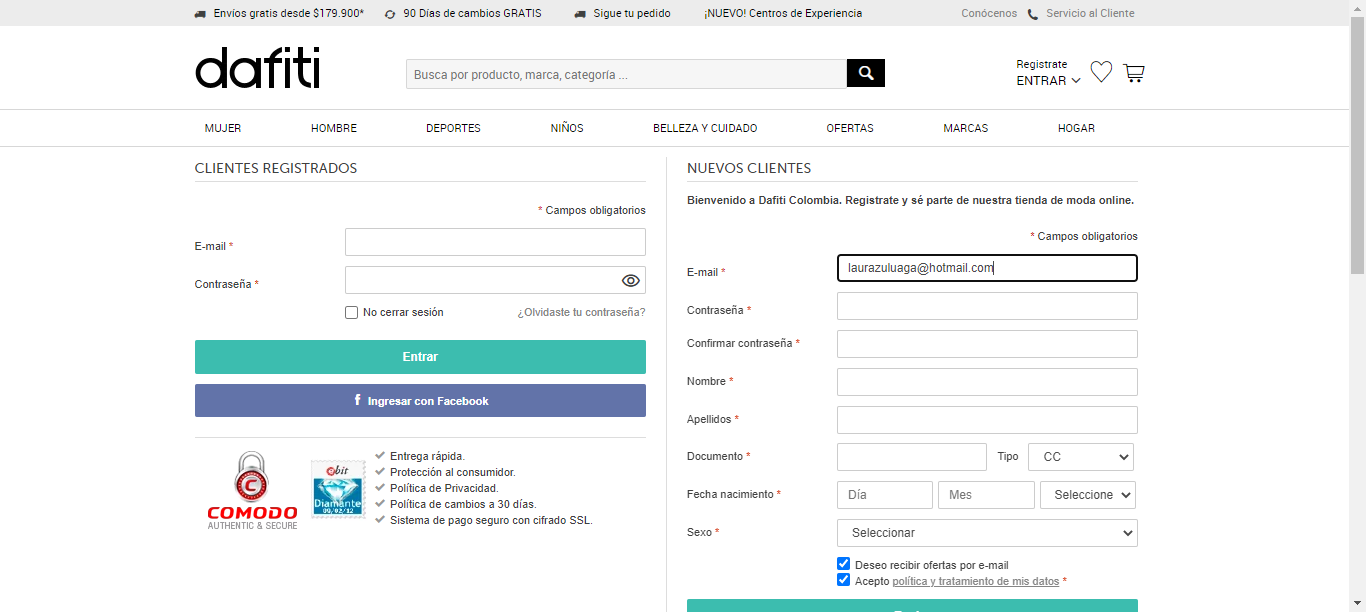 Envíos gratis desde $179.900* 90 Días de cambios GRATIS Sigue tu pedido ¡NUEVO! Centros de Experiencia Conócenos Servicio al Cliente
dafiti
Busca por producto, marca, categoría ...
Registrate
ENTRAR
MUJER HOMBRE DEPORTES NIÑOS BELLEZA Y CUIDADO OFERTAS MARCAS HOGAR
CLIENTES REGISTRADOS
* Campos obligatorios
E-mail *
Contraseña *
No cerrar sesión ¿Olvidaste tu contraseña?
Entrar
f Ingresar con Facebook
C
COMODO
AUTHENTIC & SECURE
ebit
Diamante
09/02/12
Entrega rápida.
Protección al consumidor.
Política de Privacidad.
Política de cambios a 30 días.
Sistema de pago seguro con cifrado SSL.
NUEVOS CLIENTES
Bienvenido a Dafiti Colombia. Registrate y sé parte de nuestra tienda de moda online.
* Campos obligatorios
E-mail * laurazuluaga@hotmail.com
Contraseña *
Confirmar contraseña *
Nombre *
Apellidos *
Documento * Tipo CC
Fecha nacimiento * Día Mes Seleccione
Sexo * Seleccionar
Deseo recibir ofertas por e-mail
Acepto política y tratamiento de mis datos *